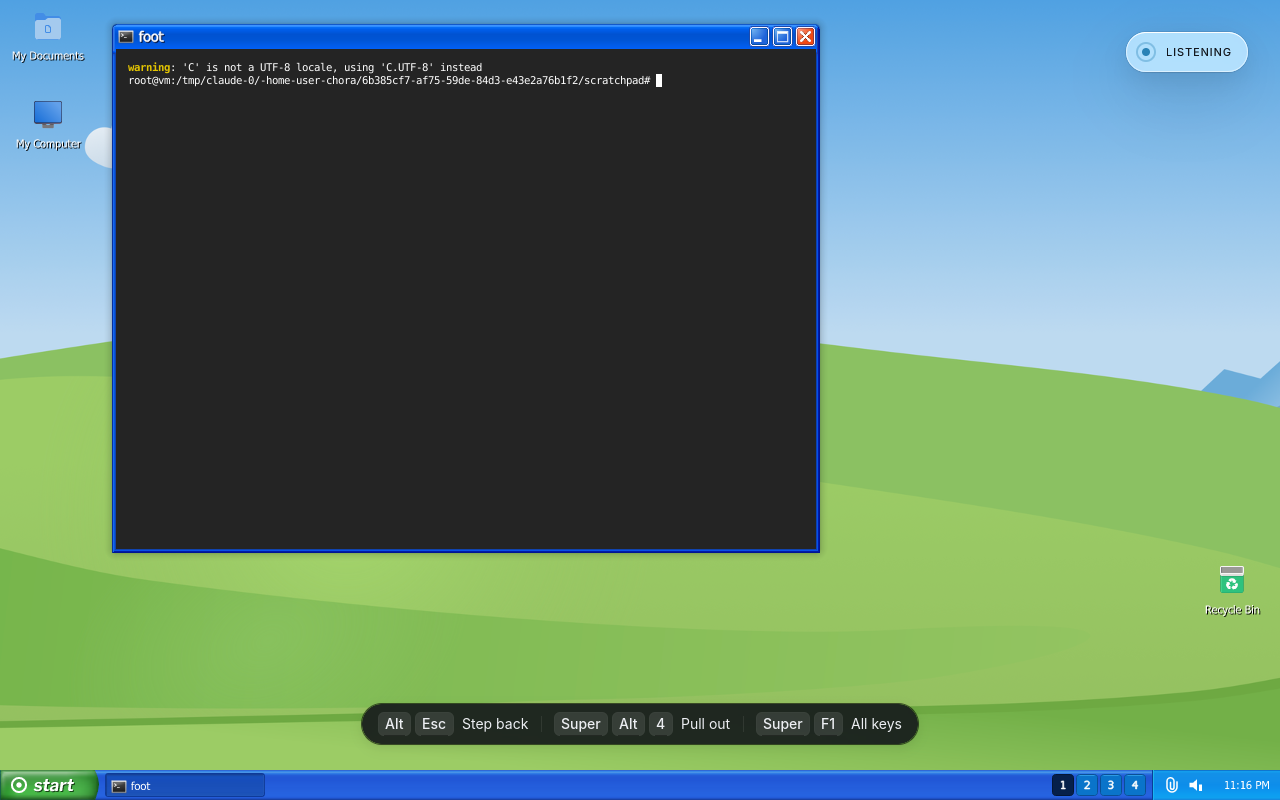 My Documents
foot
LISTENING
warning: 'C' is not a UTF-8 locale, using 'C.UTF-8' instead
root@vm:/tmp/claude-0/-home-user-chora/6b385cf7-af75-59de-84d3-e43e2a76b1f2/scratchpad#
My Computer
Recycle Bin
Alt Esc Step back Super Alt 4 Pull out Super F1 All keys
start foot 1 2 3 4 11:16 PM